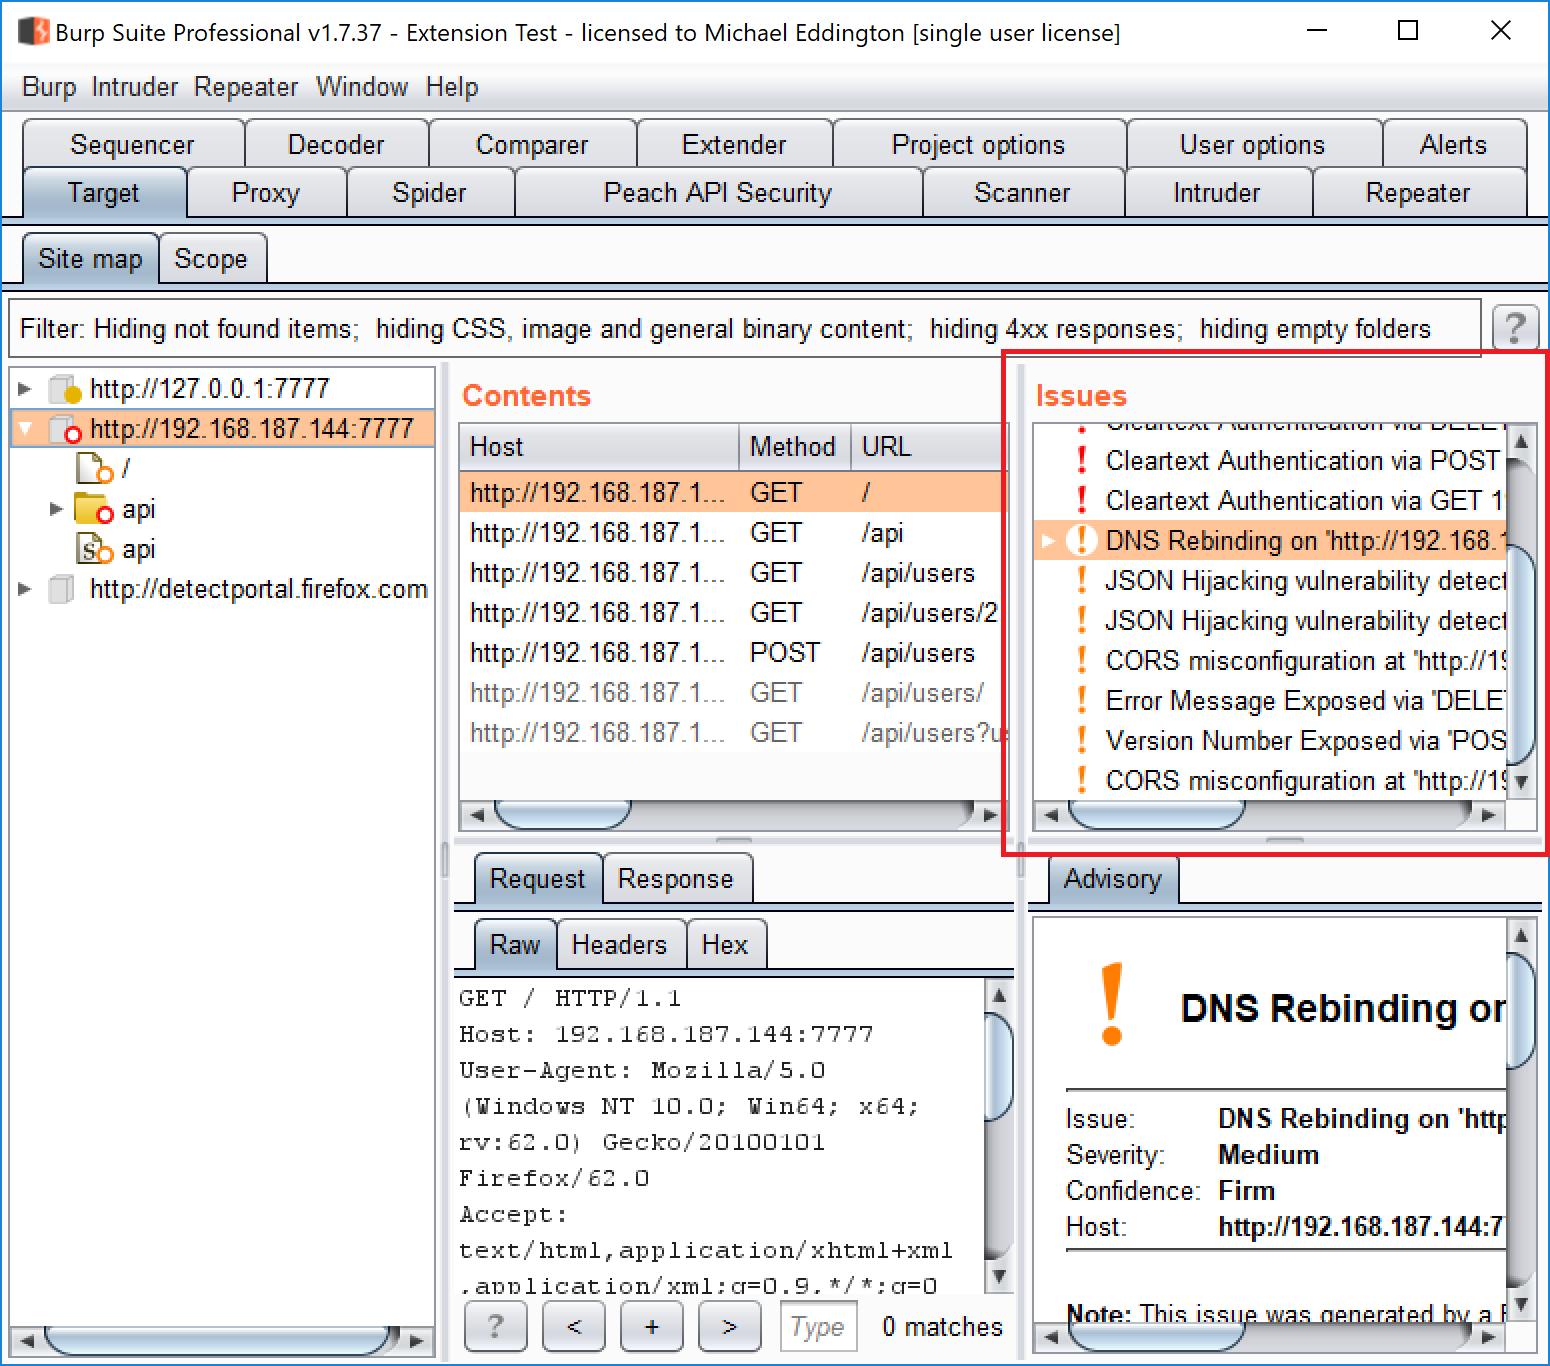 Burp Suite Professional v1.7.37 - Extension Test - licensed to Michael Eddington [single user license]
Burp Intruder Repeater Window Help
Sequencer Decoder Comparer Extender Project options User options Alerts
Target Proxy Spider Peach API Security Scanner Intruder Repeater
Site map Scope
Filter: Hiding not found items; hiding CSS, image and general binary content; hiding 4xx responses; hiding empty folders ?
http://127.0.0.1:7777
http://192.168.187.144:7777
/
api
api
http://detectportal.firefox.com
Contents
Host Method URL
http://192.168.187.1... GET /
http://192.168.187.1... GET /api
http://192.168.187.1... GET /api/users
http://192.168.187.1... GET /api/users/2
http://192.168.187.1... POST /api/users
http://192.168.187.1... GET /api/users/
http://192.168.187.1... GET /api/users?u
Issues
Cleartext Authentication via DELET
Cleartext Authentication via POST
Cleartext Authentication via GET 1
DNS Rebinding on 'http://192.168.1
JSON Hijacking vulnerability detect
JSON Hijacking vulnerability detect
CORS misconfiguration at 'http://19
Error Message Exposed via 'DELE
Version Number Exposed via 'POS
CORS misconfiguration at 'http://19
Request Response
Raw Headers Hex
GET / HTTP/1.1
Host: 192.168.187.144:7777
User-Agent: Mozilla/5.0
(Windows NT 10.0; Win64; x64;
rv:62.0) Gecko/20100101
Firefox/62.0
Accept:
text/html,application/xhtml+xml
,application/xml;q=0.9,*/*;q=0
? < + > Type 0 matches
Advisory
DNS Rebinding on
Issue: DNS Rebinding on 'http
Severity: Medium
Confidence: Firm
Host: http://192.168.187.144:7
Note: This issue was generated by a